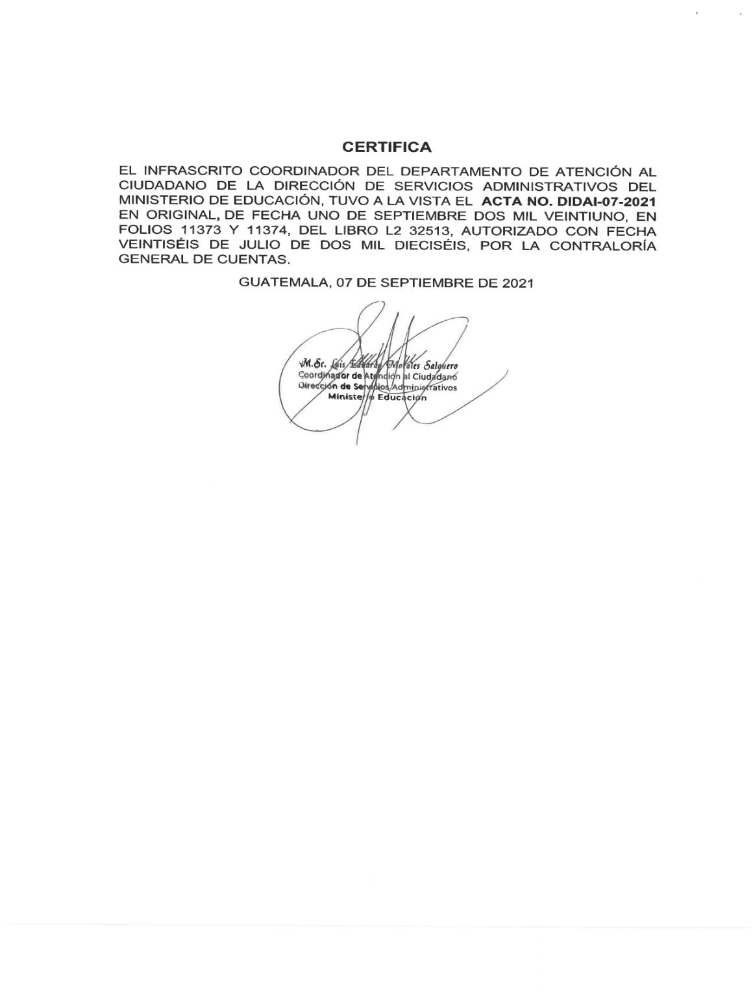 CERTIFICA
EL INFRASCRITO COORDINADOR DEL DEPARTAMENTO DE ATENCIÓN AL
CIUDADANO DE LA DIRECCIÓN DE SERVICIOS ADMINISTRATIVOS DEL
MINISTERIO DE EDUCACIÓN, TUVO A LA VISTA EL ACTA NO. DIDAI-07-2021
EN ORIGINAL, DE FECHA UNO DE SEPTIEMBRE DOS MIL VEINTIUNO, EN
FOLIOS 11373 Y 11374, DEL LIBRO L2 32513, AUTORIZADO CON FECHA
VEINTISÉIS DE JULIO DE DOS MIL DIECISÉIS, POR LA CONTRALORÍA
GENERAL DE CUENTAS.
GUATEMALA, 07 DE SEPTIEMBRE DE 2021
M.Sc. Luis Eduardo Morales Salguero
Coordinador de Atención al Ciudadano
Dirección de Servicios Administrativos
Ministerio Educación